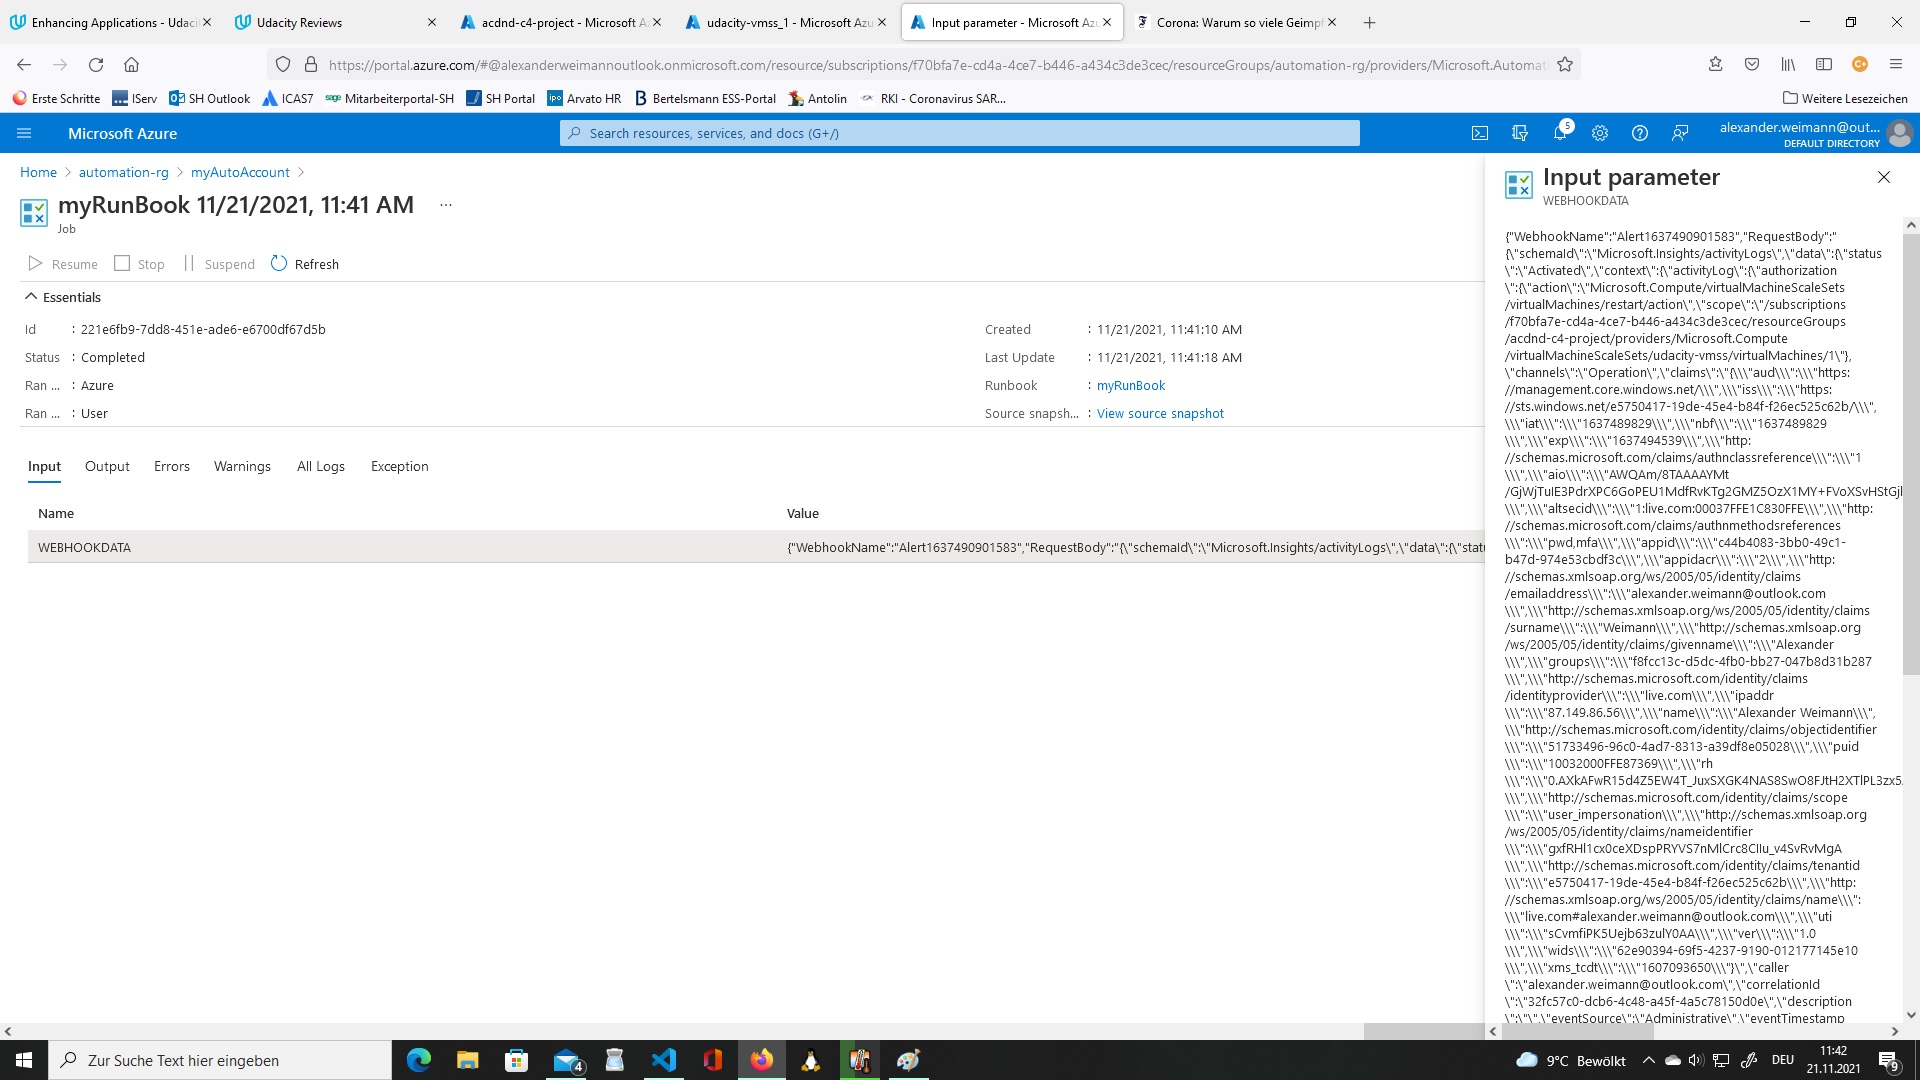 Enhancing Applications - Udaci
Udacity Reviews
acdnd-c4-project - Microsoft A
udacity-vmss_1 - Microsoft Azu
Input parameter - Microsoft Az
Corona: Warum so viele Geimpf
https://portal.azure.com/#@alexanderweimannoutlook.onmicrosoft.com/resource/subscriptions/f70bfa7e-cd4a-4ce7-b446-a434c3de3cec/resourceGroups/automation-rg/providers/Microsoft.Automat
Erste Schritte
IServ
SH Outlook
ICAS7
Mitarbeiterportal-SH
SH Portal
Arvato HR
Bertelsmann ESS-Portal
Antolin
RKI - Coronavirus SAR...
Weitere Lesezeichen
Microsoft Azure
Search resources, services, and docs (G+/)
5
alexander.weimann@out...
DEFAULT DIRECTORY
Home > automation-rg > myAutoAccount >
myRunBook 11/21/2021, 11:41 AM ...
Job
Resume
Stop
Suspend
Refresh
Essentials
Id : 221e6fb9-7dd8-451e-ade6-e6700df67d5b
Status : Completed
Ran ... : Azure
Ran ... : User
Created : 11/21/2021, 11:41:10 AM
Last Update : 11/21/2021, 11:41:18 AM
Runbook : myRunBook
Source snapsh... : View source snapshot
Input
Output
Errors
Warnings
All Logs
Exception
Name
Value
WEBHOOKDATA
{"WebhookName":"Alert1637490901583","RequestBody":"{\"schemaId\":\"Microsoft.Insights/activityLogs\",\"data\":{\"statu
Input parameter
WEBHOOKDATA
{"WebhookName":"Alert1637490901583","RequestBody":"
{\"schemaId\":\"Microsoft.Insights/activityLogs\",\"data\":{\"status
\":\"Activated\",\"context\":{\"activityLog\":{\"authorization
\":{\"action\":\"Microsoft.Compute/virtualMachineScaleSets
/virtualMachines/restart/action\",\"scope\":\"/subscriptions
/f70bfa7e-cd4a-4ce7-b446-a434c3de3cec/resourceGroups
/acdnd-c4-project/providers/Microsoft.Compute
/virtualMachineScaleSets/udacity-vmss/virtualMachines/1\"},
\"channels\":\"Operation\",\"claims\":\"{\\\"aud\\\":\\\"https:
//management.core.windows.net/\\\",\\\"iss\\\":\\\"https:
//sts.windows.net/e5750417-19de-45e4-b84f-f26ec525c62b/\\\",
\\\"iat\\\":\\\"1637489829\\\",\\\"nbf\\\":\\\"1637489829
\\\",\\\"exp\\\":\\\"1637494539\\\",\\\"http:
//schemas.microsoft.com/claims/authnclassreference\\\":\\\"1
\\\",\\\"aio\\\":\\\"AWQAm/8TAAAAYMt
/GjWjTuIE3PdrXPC6GoPEU1MdfRvKTg2GMZ5OzX1MY+FVoXSvHStGjl
\\\",\\\"altsecid\\\":\\\"1:live.com:00037FFE1C830FFE\\\",\\\"http:
//schemas.microsoft.com/claims/authnmethodsreferences
\\\":\\\"pwd,mfa\\\",\\\"appid\\\":\\\"c44b4083-3bb0-49c1-
b47d-974e53cbdf3c\\\",\\\"appidacr\\\":\\\"2\\\",\\\"http:
//schemas.xmlsoap.org/ws/2005/05/identity/claims
/emailaddress\\\":\\\"alexander.weimann@outlook.com
\\\",\\\"http://schemas.xmlsoap.org/ws/2005/05/identity/claims
/surname\\\":\\\"Weimann\\\",\\\"http://schemas.xmlsoap.org
/ws/2005/05/identity/claims/givenname\\\":\\\"Alexander
\\\",\\\"groups\\\":\\\"f8fcc13c-d5dc-4fb0-bb27-047b8d31b287
\\\",\\\"http://schemas.microsoft.com/identity/claims
/identityprovider\\\":\\\"live.com\\\",\\\"ipaddr
\\\":\\\"87.149.86.56\\\",\\\"name\\\":\\\"Alexander Weimann\\\",
\\\"http://schemas.microsoft.com/identity/claims/objectidentifier
\\\":\\\"51733496-96c0-4ad7-8313-a39df8e05028\\\",\\\"puid
\\\":\\\"10032000FFE87369\\\",\\\"rh
\\\":\\\"0.AXkAFwR15d4Z5EW4T_JuxSXGK4NAS8SwO8FJtH2XTlPL3zx5.
\\\",\\\"http://schemas.microsoft.com/identity/claims/scope
\\\":\\\"user_impersonation\\\",\\\"http://schemas.xmlsoap.org
/ws/2005/05/identity/claims/nameidentifier
\\\":\\\"gxfRHl1cx0ceXDspPRYVS7nMlCrc8CIIu_v4SvRvMgA
\\\",\\\"http://schemas.microsoft.com/identity/claims/tenantid
\\\":\\\"e5750417-19de-45e4-b84f-f26ec525c62b\\\",\\\"http:
//schemas.xmlsoap.org/ws/2005/05/identity/claims/name\\\":
\\\"live.com#alexander.weimann@outlook.com\\\",\\\"uti
\\\":\\\"sCvmfiPK5Uejb63zulY0AA\\\",\\\"ver\\\":\\\"1.0
\\\",\\\"wids\\\":\\\"62e90394-69f5-4237-9190-012177145e10
\\\",\\\"xms_tcdt\\\":\\\"1607093650\\\"}\",\"caller
\":\"alexander.weimann@outlook.com\",\"correlationId
\":\"32fc57c0-dcb6-4c48-a45f-4a5c78150d0e\",\"description
\":\"\",\"eventSource\":\"Administrative\",\"eventTimestamp
Zur Suche Text hier eingeben
4
9°C Bewölkt
DEU
11:42
21.11.2021
9